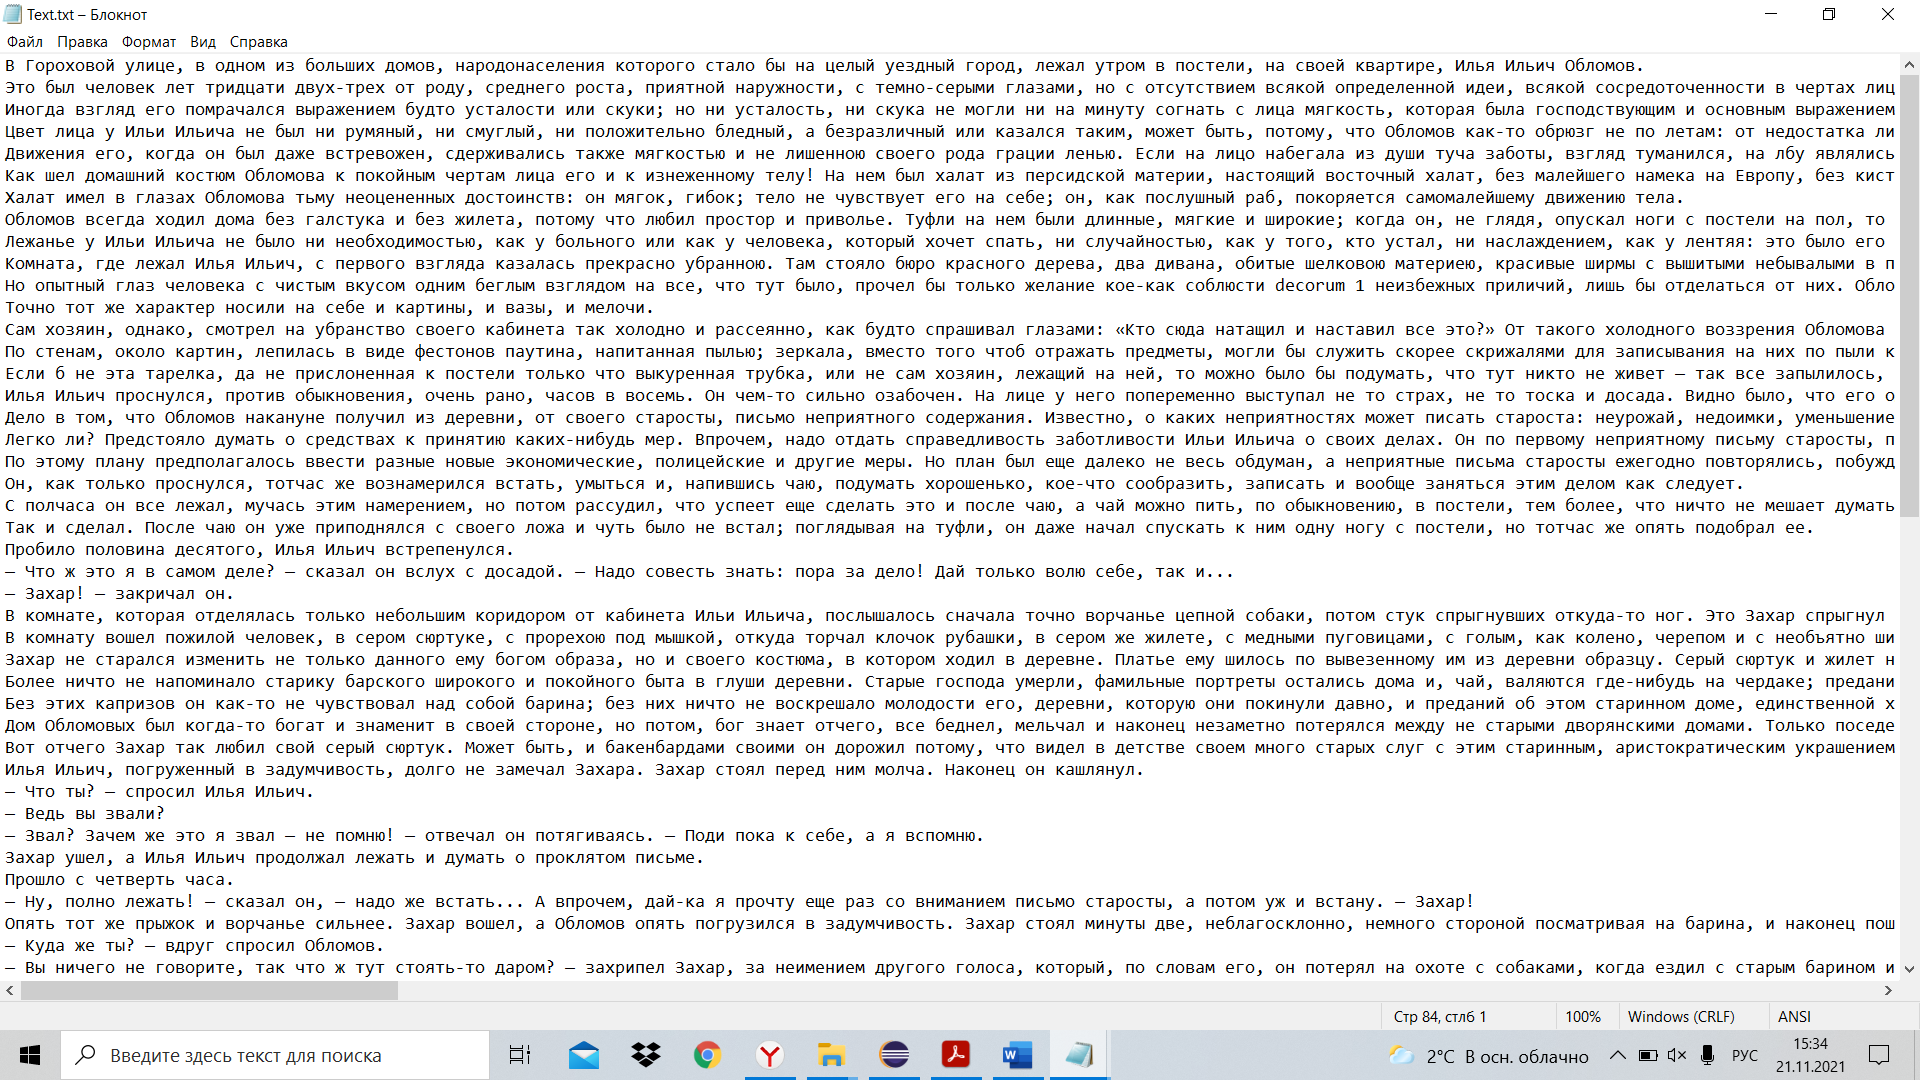 Text.txt – Блокнот
Файл Правка Формат Вид Справка
В Гороховой улице, в одном из больших домов, народонаселения которого стало бы на целый уездный город, лежал утром в постели, на своей квартире, Илья Ильич Обломов.
Это был человек лет тридцати двух-трех от роду, среднего роста, приятной наружности, с темно-серыми глазами, но с отсутствием всякой определенной идеи, всякой сосредоточенности в чертах лиц
Иногда взгляд его помрачался выражением будто усталости или скуки; но ни усталость, ни скука не могли ни на минуту согнать с лица мягкость, которая была господствующим и основным выражением
Цвет лица у Ильи Ильича не был ни румяный, ни смуглый, ни положительно бледный, а безразличный или казался таким, может быть, потому, что Обломов как-то обрюзг не по летам: от недостатка ли
Движения его, когда он был даже встревожен, сдерживались также мягкостью и не лишенною своего рода грации ленью. Если на лицо набегала из души туча заботы, взгляд туманился, на лбу являлись
Как шел домашний костюм Обломова к покойным чертам лица его и к изнеженному телу! На нем был халат из персидской материи, настоящий восточный халат, без малейшего намека на Европу, без кист
Халат имел в глазах Обломова тьму неоцененных достоинств: он мягок, гибок; тело не чувствует его на себе; он, как послушный раб, покоряется самомалейшему движению тела.
Обломов всегда ходил дома без галстука и без жилета, потому что любил простор и приволье. Туфли на нем были длинные, мягкие и широкие; когда он, не глядя, опускал ноги с постели на пол, то
Лежанье у Ильи Ильича не было ни необходимостью, как у больного или как у человека, который хочет спать, ни случайностью, как у того, кто устал, ни наслаждением, как у лентяя: это было его
Комната, где лежал Илья Ильич, с первого взгляда казалась прекрасно убранною. Там стояло бюро красного дерева, два дивана, обитые шелковою материею, красивые ширмы с вышитыми небывалыми в п
Но опытный глаз человека с чистым вкусом одним беглым взглядом на все, что тут было, прочел бы только желание кое-как соблюсти decorum 1 неизбежных приличий, лишь бы отделаться от них. Обло
Точно тот же характер носили на себе и картины, и вазы, и мелочи.
Сам хозяин, однако, смотрел на убранство своего кабинета так холодно и рассеянно, как будто спрашивал глазами: «Кто сюда натащил и наставил все это?» От такого холодного воззрения Обломова
По стенам, около картин, лепилась в виде фестонов паутина, напитанная пылью; зеркала, вместо того чтоб отражать предметы, могли бы служить скорее скрижалями для записывания на них по пыли к
Если б не эта тарелка, да не прислоненная к постели только что выкуренная трубка, или не сам хозяин, лежащий на ней, то можно было бы подумать, что тут никто не живет — так все запылилось,
Илья Ильич проснулся, против обыкновения, очень рано, часов в восемь. Он чем-то сильно озабочен. На лице у него попеременно выступал не то страх, не то тоска и досада. Видно было, что его о
Дело в том, что Обломов накануне получил из деревни, от своего старосты, письмо неприятного содержания. Известно, о каких неприятностях может писать староста: неурожай, недоимки, уменьшение
Легко ли? Предстояло думать о средствах к принятию каких-нибудь мер. Впрочем, надо отдать справедливость заботливости Ильи Ильича о своих делах. Он по первому неприятному письму старосты, п
По этому плану предполагалось ввести разные новые экономические, полицейские и другие меры. Но план был еще далеко не весь обдуман, а неприятные письма старосты ежегодно повторялись, побужд
Он, как только проснулся, тотчас же вознамерился встать, умыться и, напившись чаю, подумать хорошенько, кое-что сообразить, записать и вообще заняться этим делом как следует.
С полчаса он все лежал, мучась этим намерением, но потом рассудил, что успеет еще сделать это и после чаю, а чай можно пить, по обыкновению, в постели, тем более, что ничто не мешает думать
Так и сделал. После чаю он уже приподнялся с своего ложа и чуть было не встал; поглядывая на туфли, он даже начал спускать к ним одну ногу с постели, но тотчас же опять подобрал ее.
Пробило половина десятого, Илья Ильич встрепенулся.
— Что ж это я в самом деле? — сказал он вслух с досадой. — Надо совесть знать: пора за дело! Дай только волю себе, так и...
— Захар! — закричал он.
В комнате, которая отделялась только небольшим коридором от кабинета Ильи Ильича, послышалось сначала точно ворчанье цепной собаки, потом стук спрыгнувших откуда-то ног. Это Захар спрыгнул
В комнату вошел пожилой человек, в сером сюртуке, с прорехою под мышкой, откуда торчал клочок рубашки, в сером же жилете, с медными пуговицами, с голым, как колено, черепом и с необъятно ши
Захар не старался изменить не только данного ему богом образа, но и своего костюма, в котором ходил в деревне. Платье ему шилось по вывезенному им из деревни образцу. Серый сюртук и жилет н
Более ничто не напоминало старику барского широкого и покойного быта в глуши деревни. Старые господа умерли, фамильные портреты остались дома и, чай, валяются где-нибудь на чердаке; предани
Без этих капризов он как-то не чувствовал над собой барина; без них ничто не воскрешало молодости его, деревни, которую они покинули давно, и преданий об этом старинном доме, единственной х
Дом Обломовых был когда-то богат и знаменит в своей стороне, но потом, бог знает отчего, все беднел, мельчал и наконец незаметно потерялся между не старыми дворянскими домами. Только поседе
Вот отчего Захар так любил свой серый сюртук. Может быть, и бакенбардами своими он дорожил потому, что видел в детстве своем много старых слуг с этим старинным, аристократическим украшением
Илья Ильич, погруженный в задумчивость, долго не замечал Захара. Захар стоял перед ним молча. Наконец он кашлянул.
— Что ты? — спросил Илья Ильич.
— Ведь вы звали?
— Звал? Зачем же это я звал — не помню! — отвечал он потягиваясь. — Поди пока к себе, а я вспомню.
Захар ушел, а Илья Ильич продолжал лежать и думать о проклятом письме.
Прошло с четверть часа.
— Ну, полно лежать! — сказал он, — надо же встать... А впрочем, дай-ка я прочту еще раз со вниманием письмо старосты, а потом уж и встану. — Захар!
Опять тот же прыжок и ворчанье сильнее. Захар вошел, а Обломов опять погрузился в задумчивость. Захар стоял минуты две, неблагосклонно, немного стороной посматривая на барина, и наконец пош
— Куда же ты? — вдруг спросил Обломов.
— Вы ничего не говорите, так что ж тут стоять-то даром? — захрипел Захар, за неимением другого голоса, который, по словам его, он потерял на охоте с собаками, когда ездил с старым барином и
Стр 84, стлб 1 100% Windows (CRLF) ANSI
Введите здесь текст для поиска
2°C В осн. облачно РУС 15:34
21.11.2021